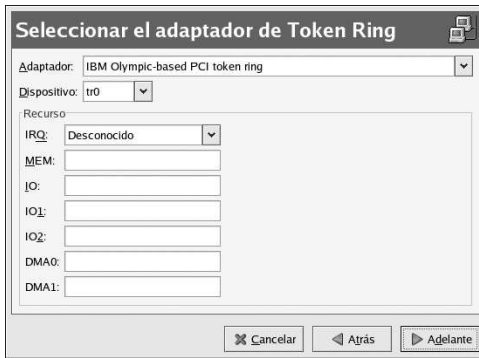 Seleccionar el adaptador de Token Ring
Adaptador: IBM Olympic-based PCI token ring
Dispositivo: tr0
Recurso
IRQ: Desconocido
MEM:
IO:
IO1:
IO2:
DMA0:
DMA1:
Cancelar Atrás Adelante